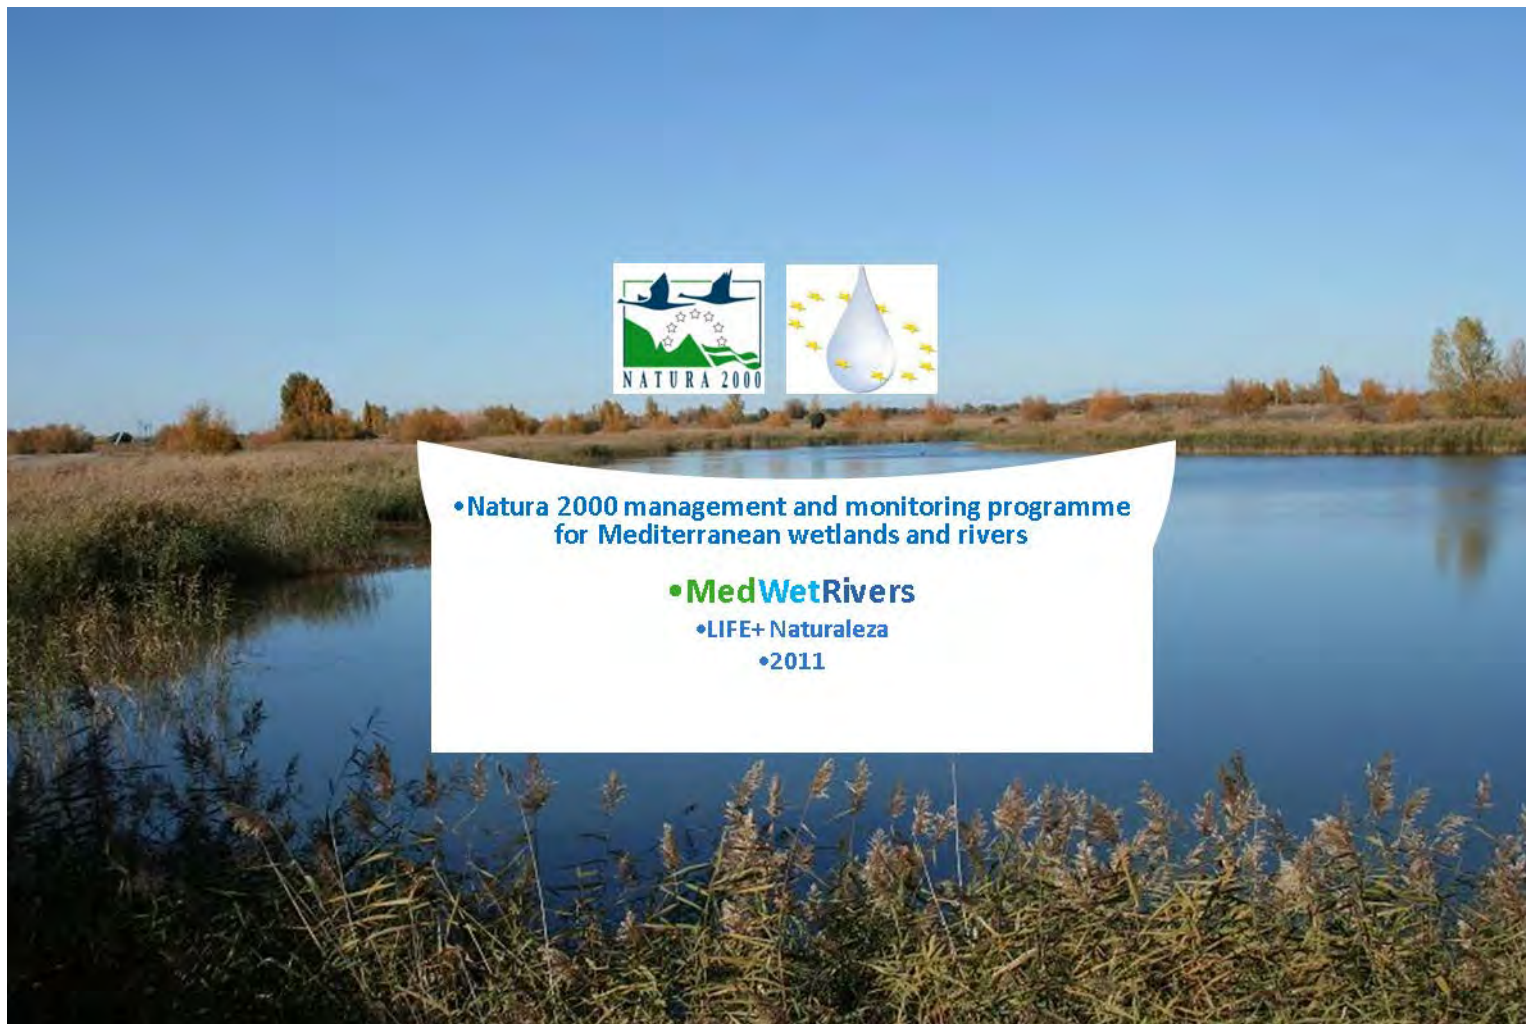 NATURA 2000
•Natura 2000 management and monitoring programme
for Mediterranean wetlands and rivers
•MedWetRivers
•LIFE+ Naturaleza
•2011